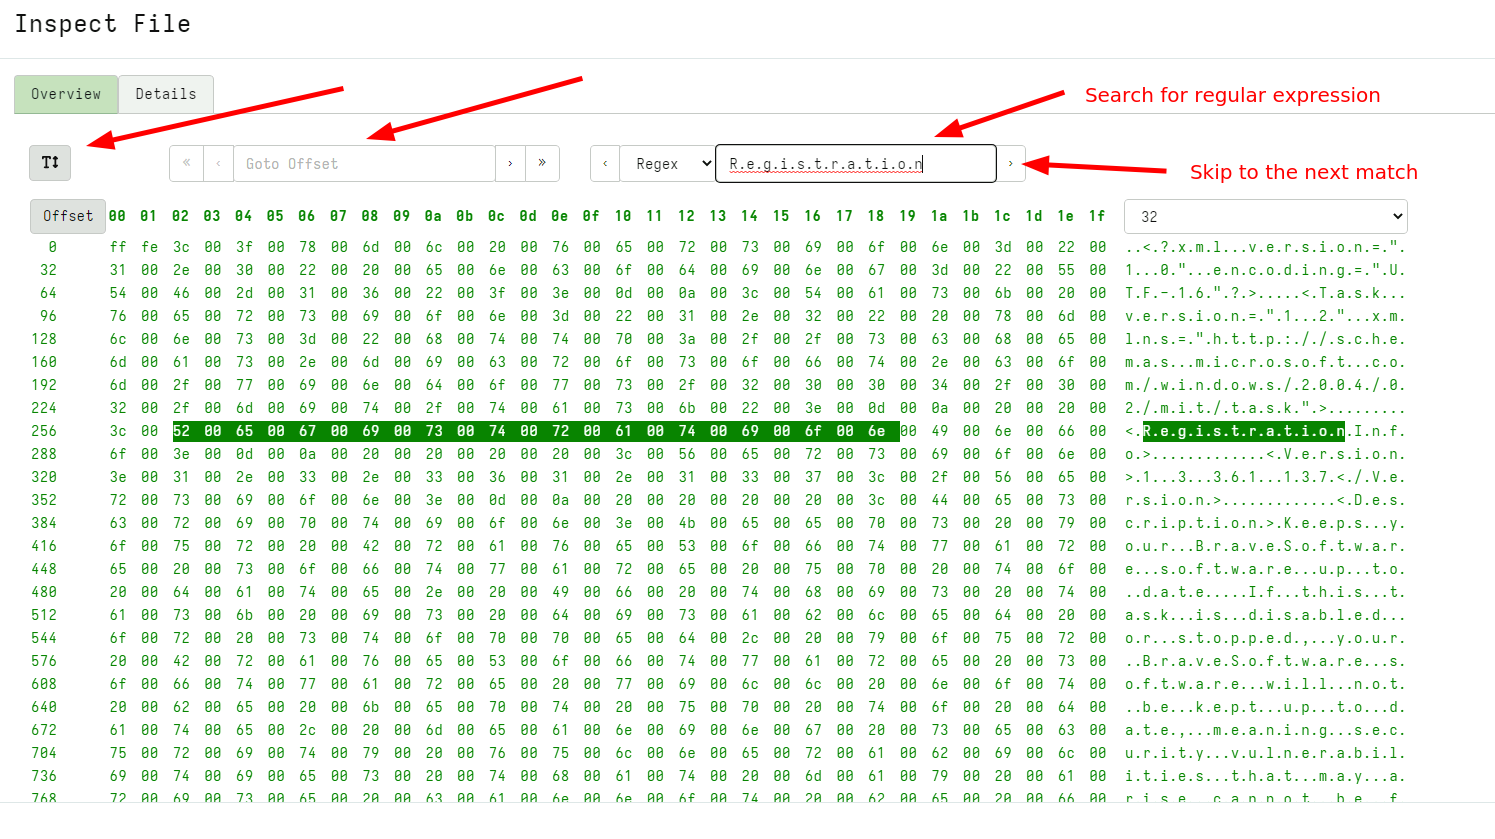 Inspect File
Overview Details
Search for regular expression
T↕ « ‹ Goto Offset › » ‹ Regex R.e.g.i.s.t.r.a.t.i.o.n ›
Skip to the next match
Offset 00 01 02 03 04 05 06 07 08 09 0a 0b 0c 0d 0e 0f 10 11 12 13 14 15 16 17 18 19 1a 1b 1c 1d 1e 1f 32
0 ff fe 3c 00 3f 00 78 00 6d 00 6c 00 20 00 76 00 65 00 72 00 73 00 69 00 6f 00 6e 00 3d 00 22 00 ..<.?.x.m.l...v.e.r.s.i.o.n.=.".
32 31 00 2e 00 30 00 22 00 20 00 65 00 6e 00 63 00 6f 00 64 00 69 00 6e 00 67 00 3d 00 22 00 55 00 1...0."...e.n.c.o.d.i.n.g.=.".U.
64 54 00 46 00 2d 00 31 00 36 00 22 00 3f 00 3e 00 0d 00 0a 00 3c 00 54 00 61 00 73 00 6b 00 20 00 T.F.-.1.6.".?.>.....<.T.a.s.k...
96 76 00 65 00 72 00 73 00 69 00 6f 00 6e 00 3d 00 22 00 31 00 2e 00 32 00 22 00 20 00 78 00 6d 00 v.e.r.s.i.o.n.=.".1...2."...x.m.
128 6c 00 6e 00 73 00 3d 00 22 00 68 00 74 00 74 00 70 00 3a 00 2f 00 2f 00 73 00 63 00 68 00 65 00 l.n.s.=.".h.t.t.p.:././.s.c.h.e.
160 6d 00 61 00 73 00 2e 00 6d 00 69 00 63 00 72 00 6f 00 73 00 6f 00 66 00 74 00 2e 00 63 00 6f 00 m.a.s...m.i.c.r.o.s.o.f.t...c.o.
192 6d 00 2f 00 77 00 69 00 6e 00 64 00 6f 00 77 00 73 00 2f 00 32 00 30 00 30 00 34 00 2f 00 30 00 m./.w.i.n.d.o.w.s./.2.0.0.4./.0.
224 32 00 2f 00 6d 00 69 00 74 00 2f 00 74 00 61 00 73 00 6b 00 22 00 3e 00 0d 00 0a 00 20 00 20 00 2./.m.i.t./.t.a.s.k.".>.........
256 3c 00 52 00 65 00 67 00 69 00 73 00 74 00 72 00 61 00 74 00 69 00 6f 00 6e 00 49 00 6e 00 66 00 <.R.e.g.i.s.t.r.a.t.i.o.n.I.n.f.
288 6f 00 3e 00 0d 00 0a 00 20 00 20 00 20 00 20 00 3c 00 56 00 65 00 72 00 73 00 69 00 6f 00 6e 00 o.>.............<.V.e.r.s.i.o.n.
320 3e 00 31 00 2e 00 33 00 2e 00 33 00 36 00 31 00 2e 00 31 00 33 00 37 00 3c 00 2f 00 56 00 65 00 >.1...3...3.6.1...1.3.7.<./.V.e.
352 72 00 73 00 69 00 6f 00 6e 00 3e 00 0d 00 0a 00 20 00 20 00 20 00 20 00 3c 00 44 00 65 00 73 00 r.s.i.o.n.>.............<.D.e.s.
384 63 00 72 00 69 00 70 00 74 00 69 00 6f 00 6e 00 3e 00 4b 00 65 00 65 00 70 00 73 00 20 00 79 00 c.r.i.p.t.i.o.n.>.K.e.e.p.s...y.
416 6f 00 75 00 72 00 20 00 42 00 72 00 61 00 76 00 65 00 53 00 6f 00 66 00 74 00 77 00 61 00 72 00 o.u.r...B.r.a.v.e.S.o.f.t.w.a.r.
448 65 00 20 00 73 00 6f 00 66 00 74 00 77 00 61 00 72 00 65 00 20 00 75 00 70 00 20 00 74 00 6f 00 e...s.o.f.t.w.a.r.e...u.p...t.o.
480 20 00 64 00 61 00 74 00 65 00 2e 00 20 00 49 00 66 00 20 00 74 00 68 00 69 00 73 00 20 00 74 00 ..d.a.t.e.....I.f...t.h.i.s...t.
512 61 00 73 00 6b 00 20 00 69 00 73 00 20 00 64 00 69 00 73 00 61 00 62 00 6c 00 65 00 64 00 20 00 a.s.k...i.s...d.i.s.a.b.l.e.d...
544 6f 00 72 00 20 00 73 00 74 00 6f 00 70 00 70 00 65 00 64 00 2c 00 20 00 79 00 6f 00 75 00 72 00 o.r...s.t.o.p.p.e.d.,...y.o.u.r.
576 20 00 42 00 72 00 61 00 76 00 65 00 53 00 6f 00 66 00 74 00 77 00 61 00 72 00 65 00 20 00 73 00 ..B.r.a.v.e.S.o.f.t.w.a.r.e...s.
608 6f 00 66 00 74 00 77 00 61 00 72 00 65 00 20 00 77 00 69 00 6c 00 6c 00 20 00 6e 00 6f 00 74 00 o.f.t.w.a.r.e...w.i.l.l...n.o.t.
640 20 00 62 00 65 00 20 00 6b 00 65 00 70 00 74 00 20 00 75 00 70 00 20 00 74 00 6f 00 20 00 64 00 ..b.e...k.e.p.t...u.p...t.o...d.
672 61 00 74 00 65 00 2c 00 20 00 6d 00 65 00 61 00 6e 00 69 00 6e 00 67 00 20 00 73 00 65 00 63 00 a.t.e.,...m.e.a.n.i.n.g...s.e.c.
704 75 00 72 00 69 00 74 00 79 00 20 00 76 00 75 00 6c 00 6e 00 65 00 72 00 61 00 62 00 69 00 6c 00 u.r.i.t.y...v.u.l.n.e.r.a.b.i.l.
736 69 00 74 00 69 00 65 00 73 00 20 00 74 00 68 00 61 00 74 00 20 00 6d 00 61 00 79 00 20 00 61 00 i.t.i.e.s...t.h.a.t...m.a.y...a.
768 72 00 69 00 73 00 65 00 20 00 63 00 61 00 6e 00 6e 00 6f 00 74 00 20 00 62 00 65 00 20 00 66 00 r.i.s.e...c.a.n.n.o.t...b.e...f.